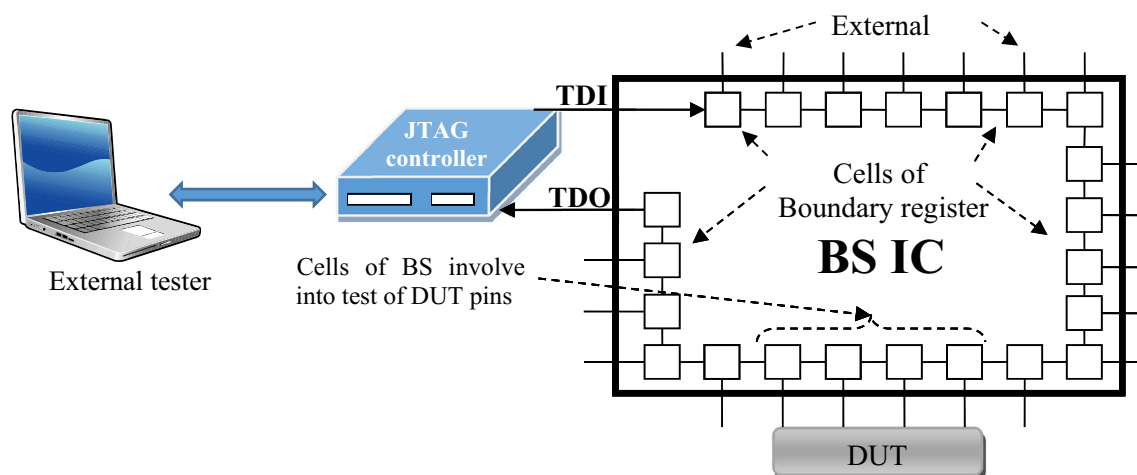 External
TDI
JTAG
controller
TDO
Cells of
Boundary register
BS IC
External tester
Cells of BS involve
into test of DUT pins
DUT